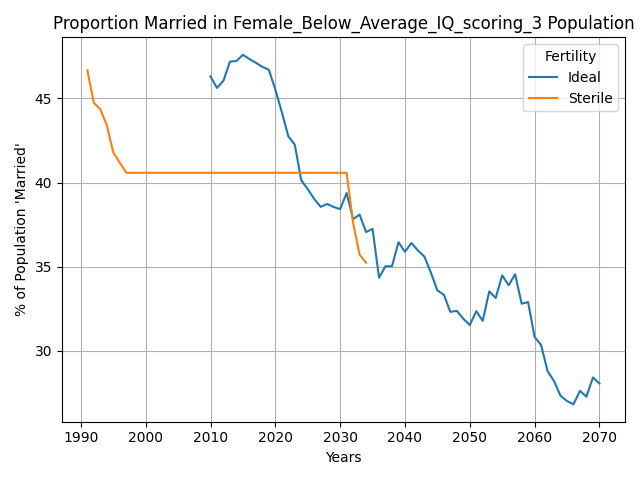 Proportion Married in Female_Below_Average_IQ_scoring_3 Population
% of Population 'Married'
45
40
35
30
Fertility
Ideal
Sterile
1990 2000 2010 2020 2030 2040 2050 2060 2070
Years